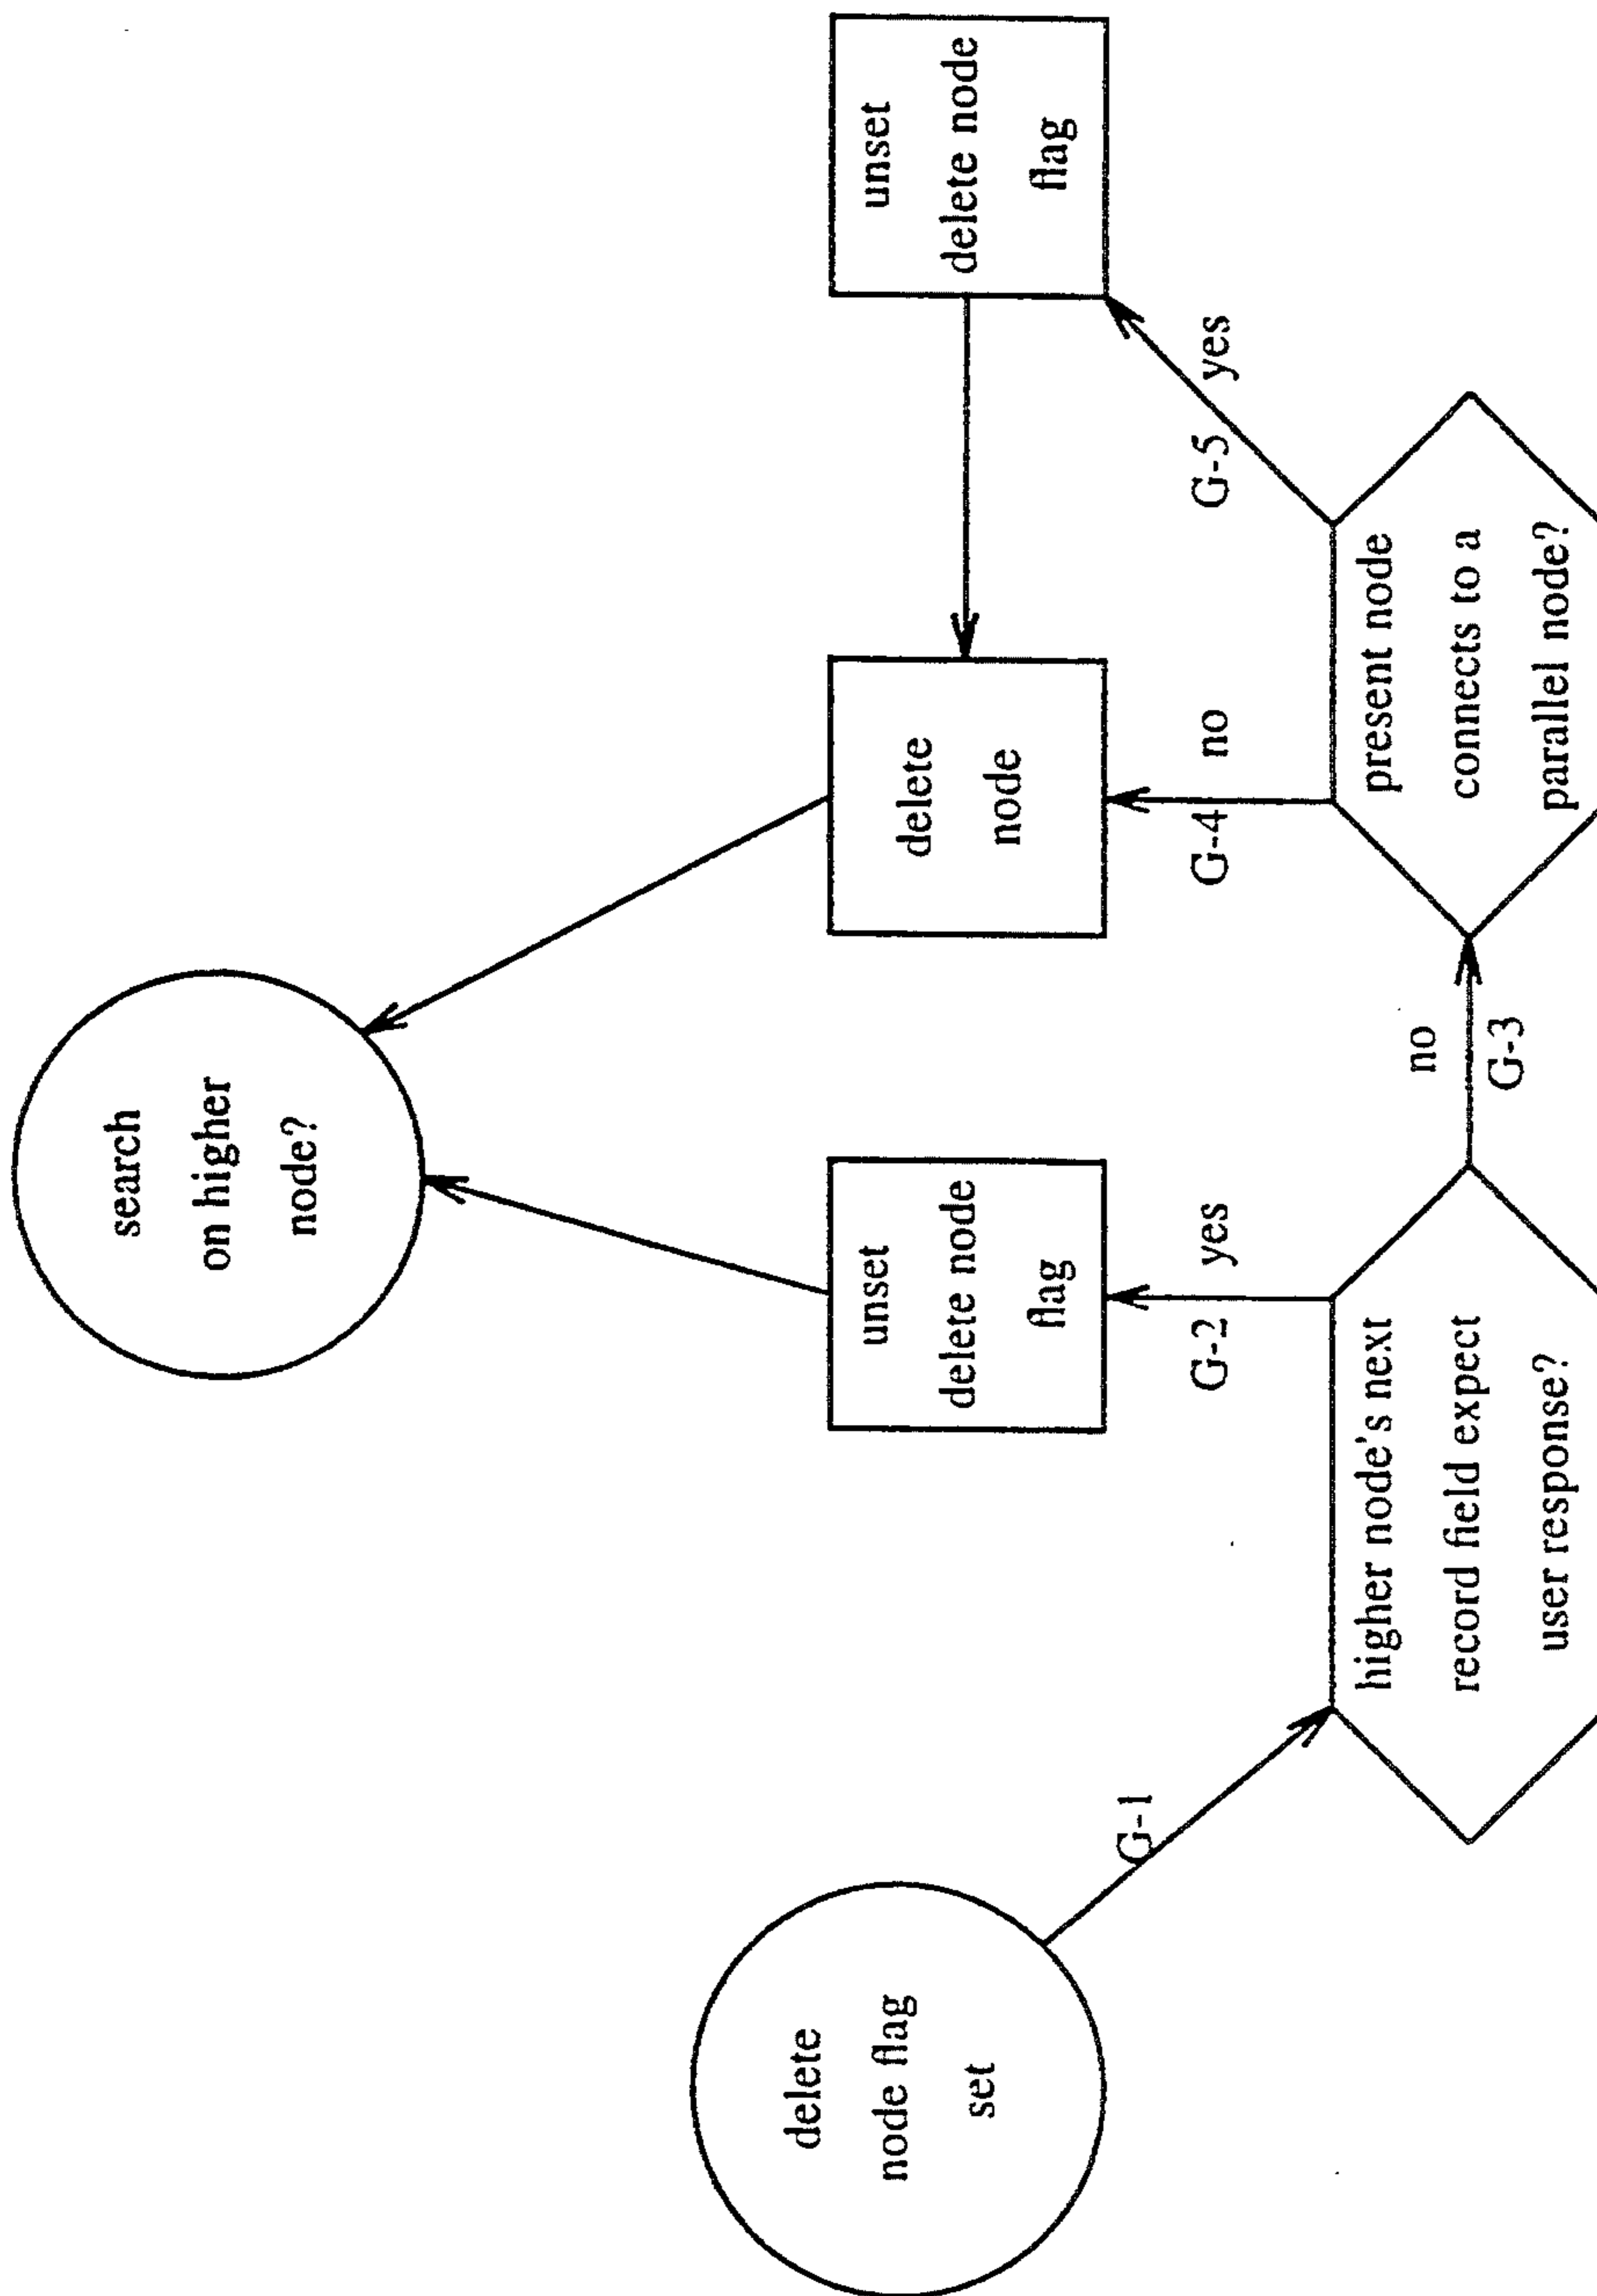 search
on higher
node?
delete
node flag
set
unset
delete node
flag
delete
node
unset
delete node
flag
G-1
G-2 yes
G-4 no
G-5 yes
higher node's next
record field expect
user response?
no
G-3
present node
connects to a
parallel node?